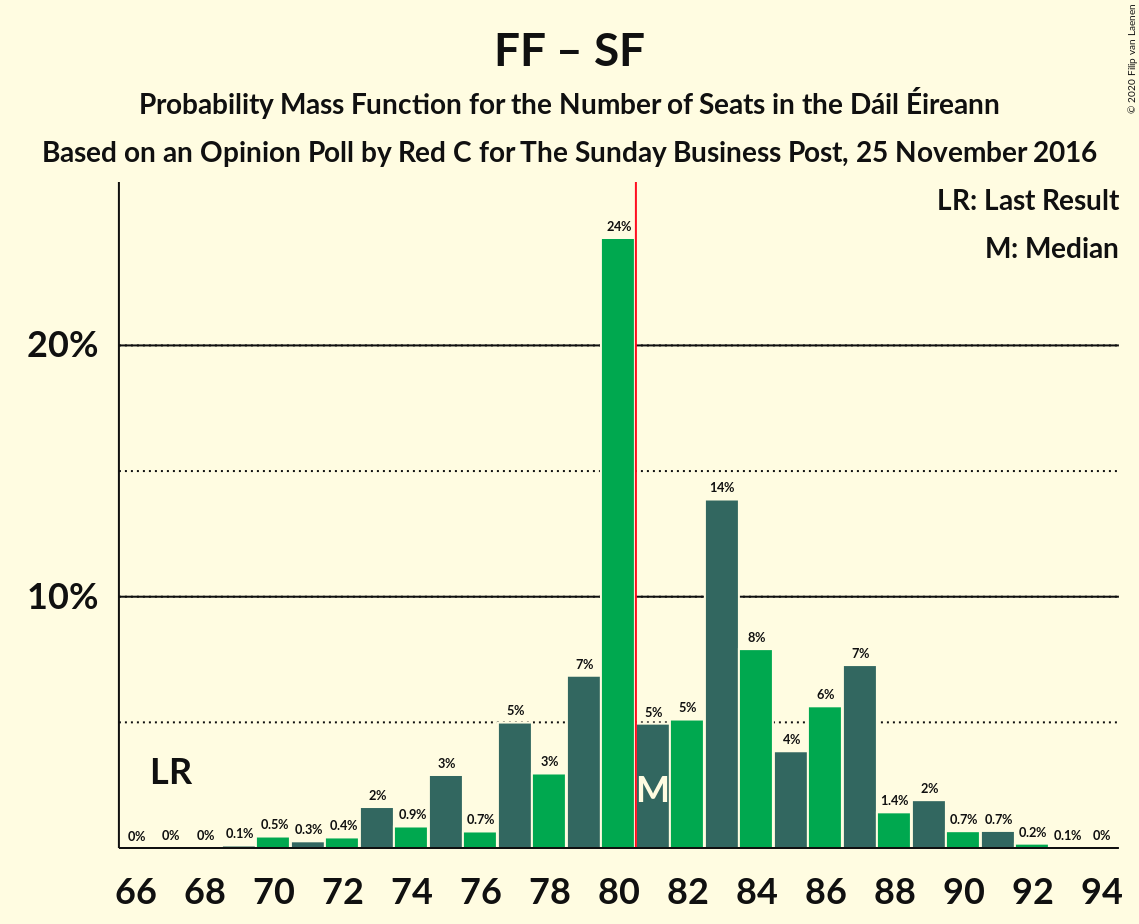 FF – SF
Probability Mass Function for the Number of Seats in the Dáil Éireann
Based on an Opinion Poll by Red C for The Sunday Business Post, 25 November 2016
© 2020 Filip van Laenen
LR: Last Result
M: Median
20%
10%
0% 0% 0% 0.1% 0.5% 0.3% 0.4% 2% 0.9% 3% 0.7% 5% 3% 7% 24% 5% 5% 14% 8% 4% 6% 7% 1.4% 2% 0.7% 0.7% 0.2% 0.1% 0%
LR
M
66 68 70 72 74 76 78 80 82 84 86 88 90 92 94